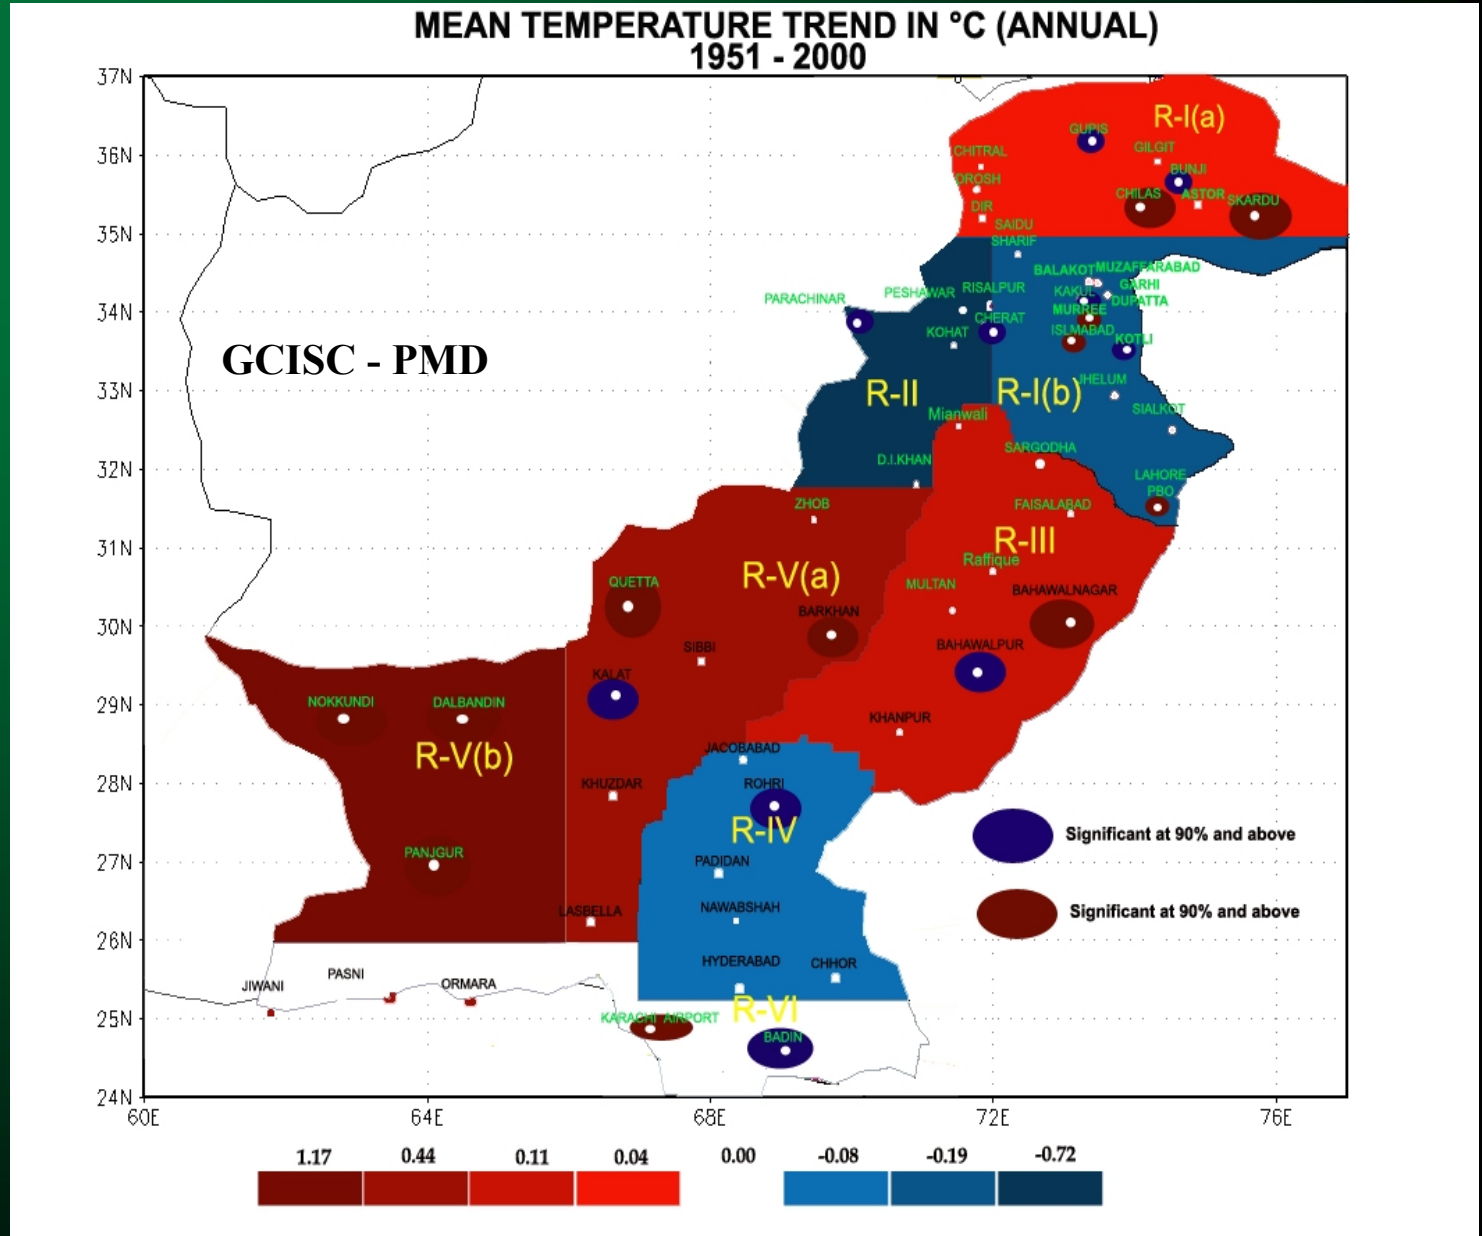 MEAN TEMPERATURE TREND IN °C (ANNUAL)
1951 - 2000
37N
36N
35N
34N
33N
32N
31N
30N
29N
28N
27N
26N
25N
24N
60E
64E
68E
72E
76E
GCISC - PMD
R-I(a)
GUPIS
CHITRAL
GILGIT
DROSH
BUNJI
CHILAS
ASTOR
SKARDU
DIR
SAIDU
SHARIF
BALAKOT
MUZAFFARABAD
GARHI
DUPATTA
PARACHINAR
PESHAWAR
RISALPUR
KAKUL
MURREE
CHERAT
KOHAT
ISLMABAD
KOTLI
R-II
R-I(b)
JHELUM
Mianwali
SIALKOT
SARGODHA
D.I.KHAN
LAHORE
PBO
ZHOB
FAISALABAD
R-III
Raffique
R-V(a)
QUETTA
MULTAN
BAHAWALNAGAR
BARKHAN
SIBBI
BAHAWALPUR
KALAT
NOKKUNDI
DALBANDIN
KHANPUR
R-V(b)
JACOBABAD
KHUZDAR
ROHRI
R-IV
PANJGUR
PADIDAN
LASBELLA
NAWABSHAH
HYDERABAD
CHHOR
JIWANI
PASNI
ORMARA
R-VI
KARACHI AIRPORT
BADIN
Significant at 90% and above
Significant at 90% and above
1.17 0.44 0.11 0.04 0.00 -0.08 -0.19 -0.72